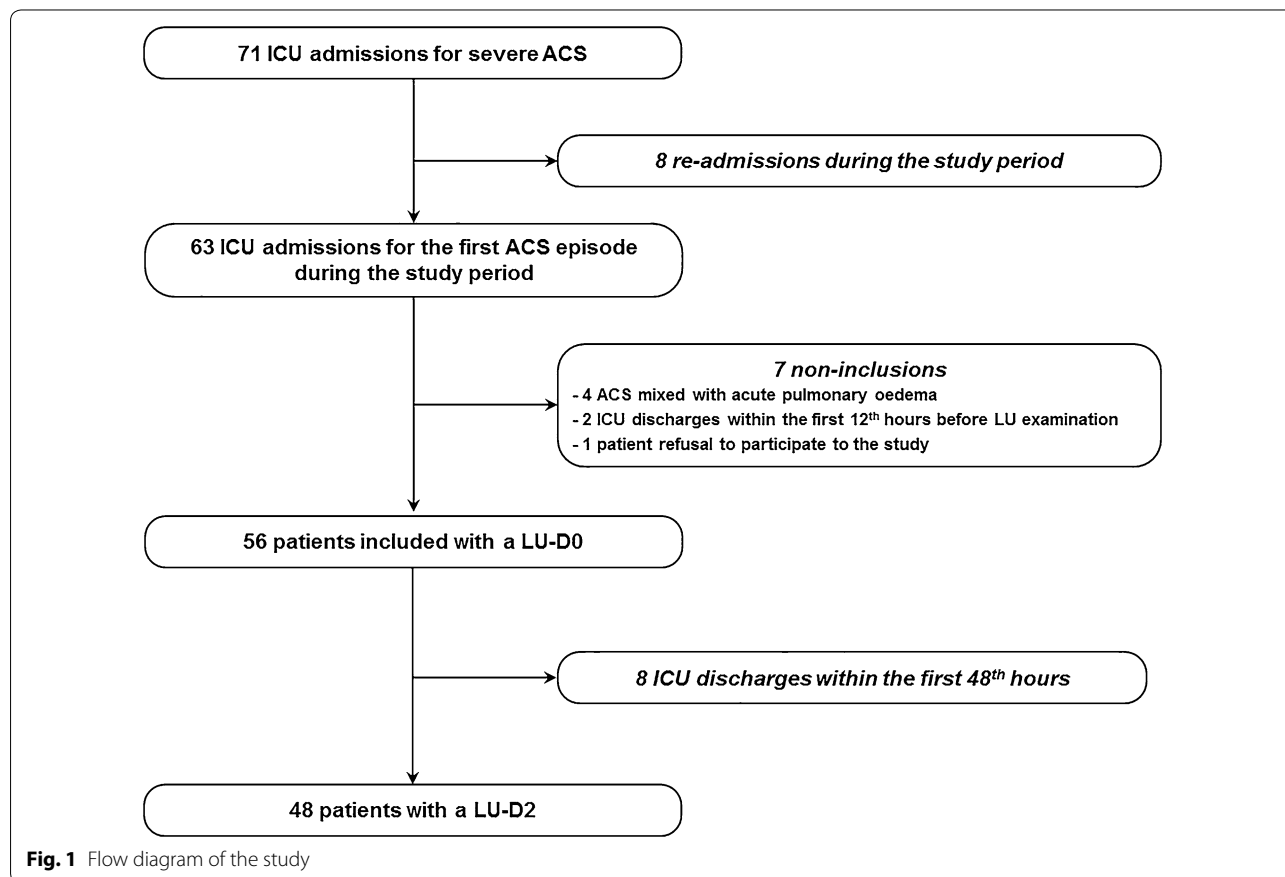 71 ICU admissions for severe ACS
8 re-admissions during the study period
63 ICU admissions for the first ACS episode
during the study period
7 non-inclusions
- 4 ACS mixed with acute pulmonary oedema
- 2 ICU discharges within the first 12th hours before LU examination
- 1 patient refusal to participate to the study
56 patients included with a LU-D0
8 ICU discharges within the first 48th hours
48 patients with a LU-D2
Fig. 1 Flow diagram of the study